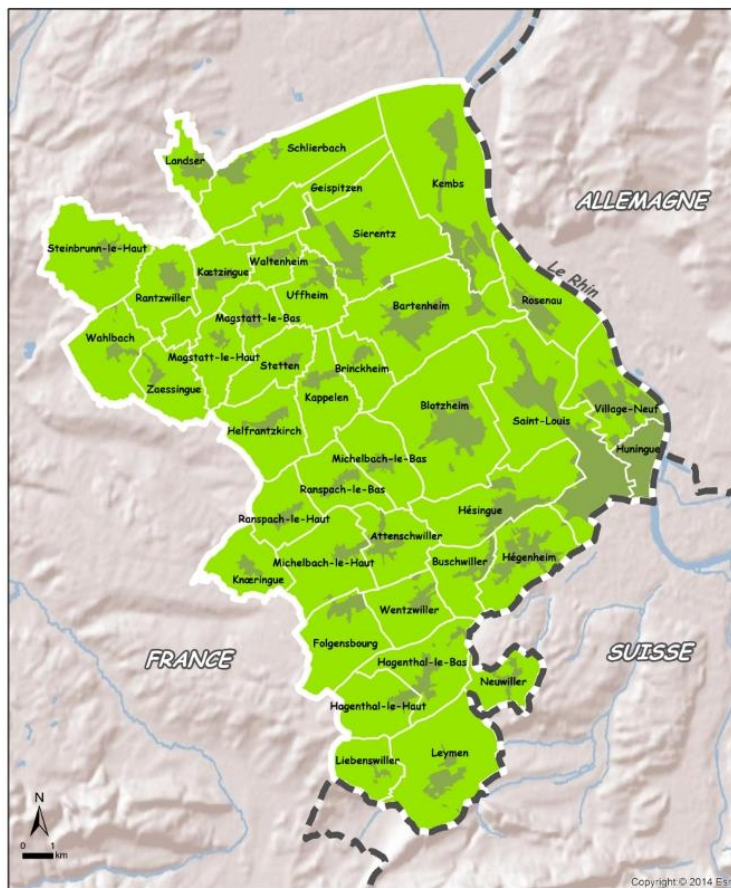 Landser
Schlierbach
Geispitzen
Kembs
ALLEMAGNE
Steinbrunn-le-Haut
Sierentz
Kœtzingue
Waltenheim
Rantzwiller
Uffheim
Le Rhin
Rosenau
Bartenheim
Magstatt-le-Bas
Wahlbach
Magstatt-le-Haut
Stetten
Brinckheim
Zaessingue
Kappelen
Blotzheim
Saint-Louis
Village-Neuf
Helfrantzkirch
Huningue
Michelbach-le-Bas
Ranspach-le-Bas
Hésingue
Ranspach-le-Haut
Attenschwiller
Michelbach-le-Haut
Buschwiller
Hégenheim
Knœringue
Wentzwiller
Folgensbourg
FRANCE
SUISSE
Hagenthal-le-Bas
Neuwiller
Hagenthal-le-Haut
Liebenswiller
Leymen
N
0 1
km
Copyright:© 2014 Esri